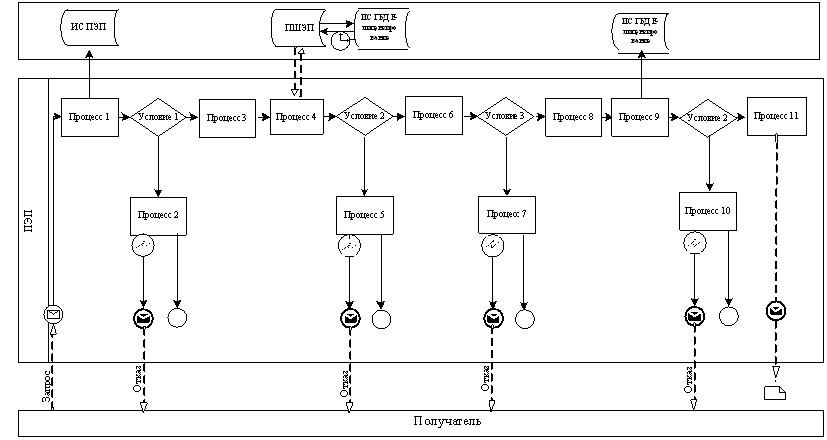 ИС ПЭП
ПШЭП
ИС ГБД Е-
Процесс 1
Условие 1
Процесс 3
Процесс 4
Условие 2
Процесс 6
Условие 3
Процесс 8
Процесс 9
Условие 2
Процесс 11
Процесс 2
Процесс 5
Процесс 7
Процесс 10
ПЭП
Запрос
Отказ
Отказ
Отказ
Отказ
Получатель